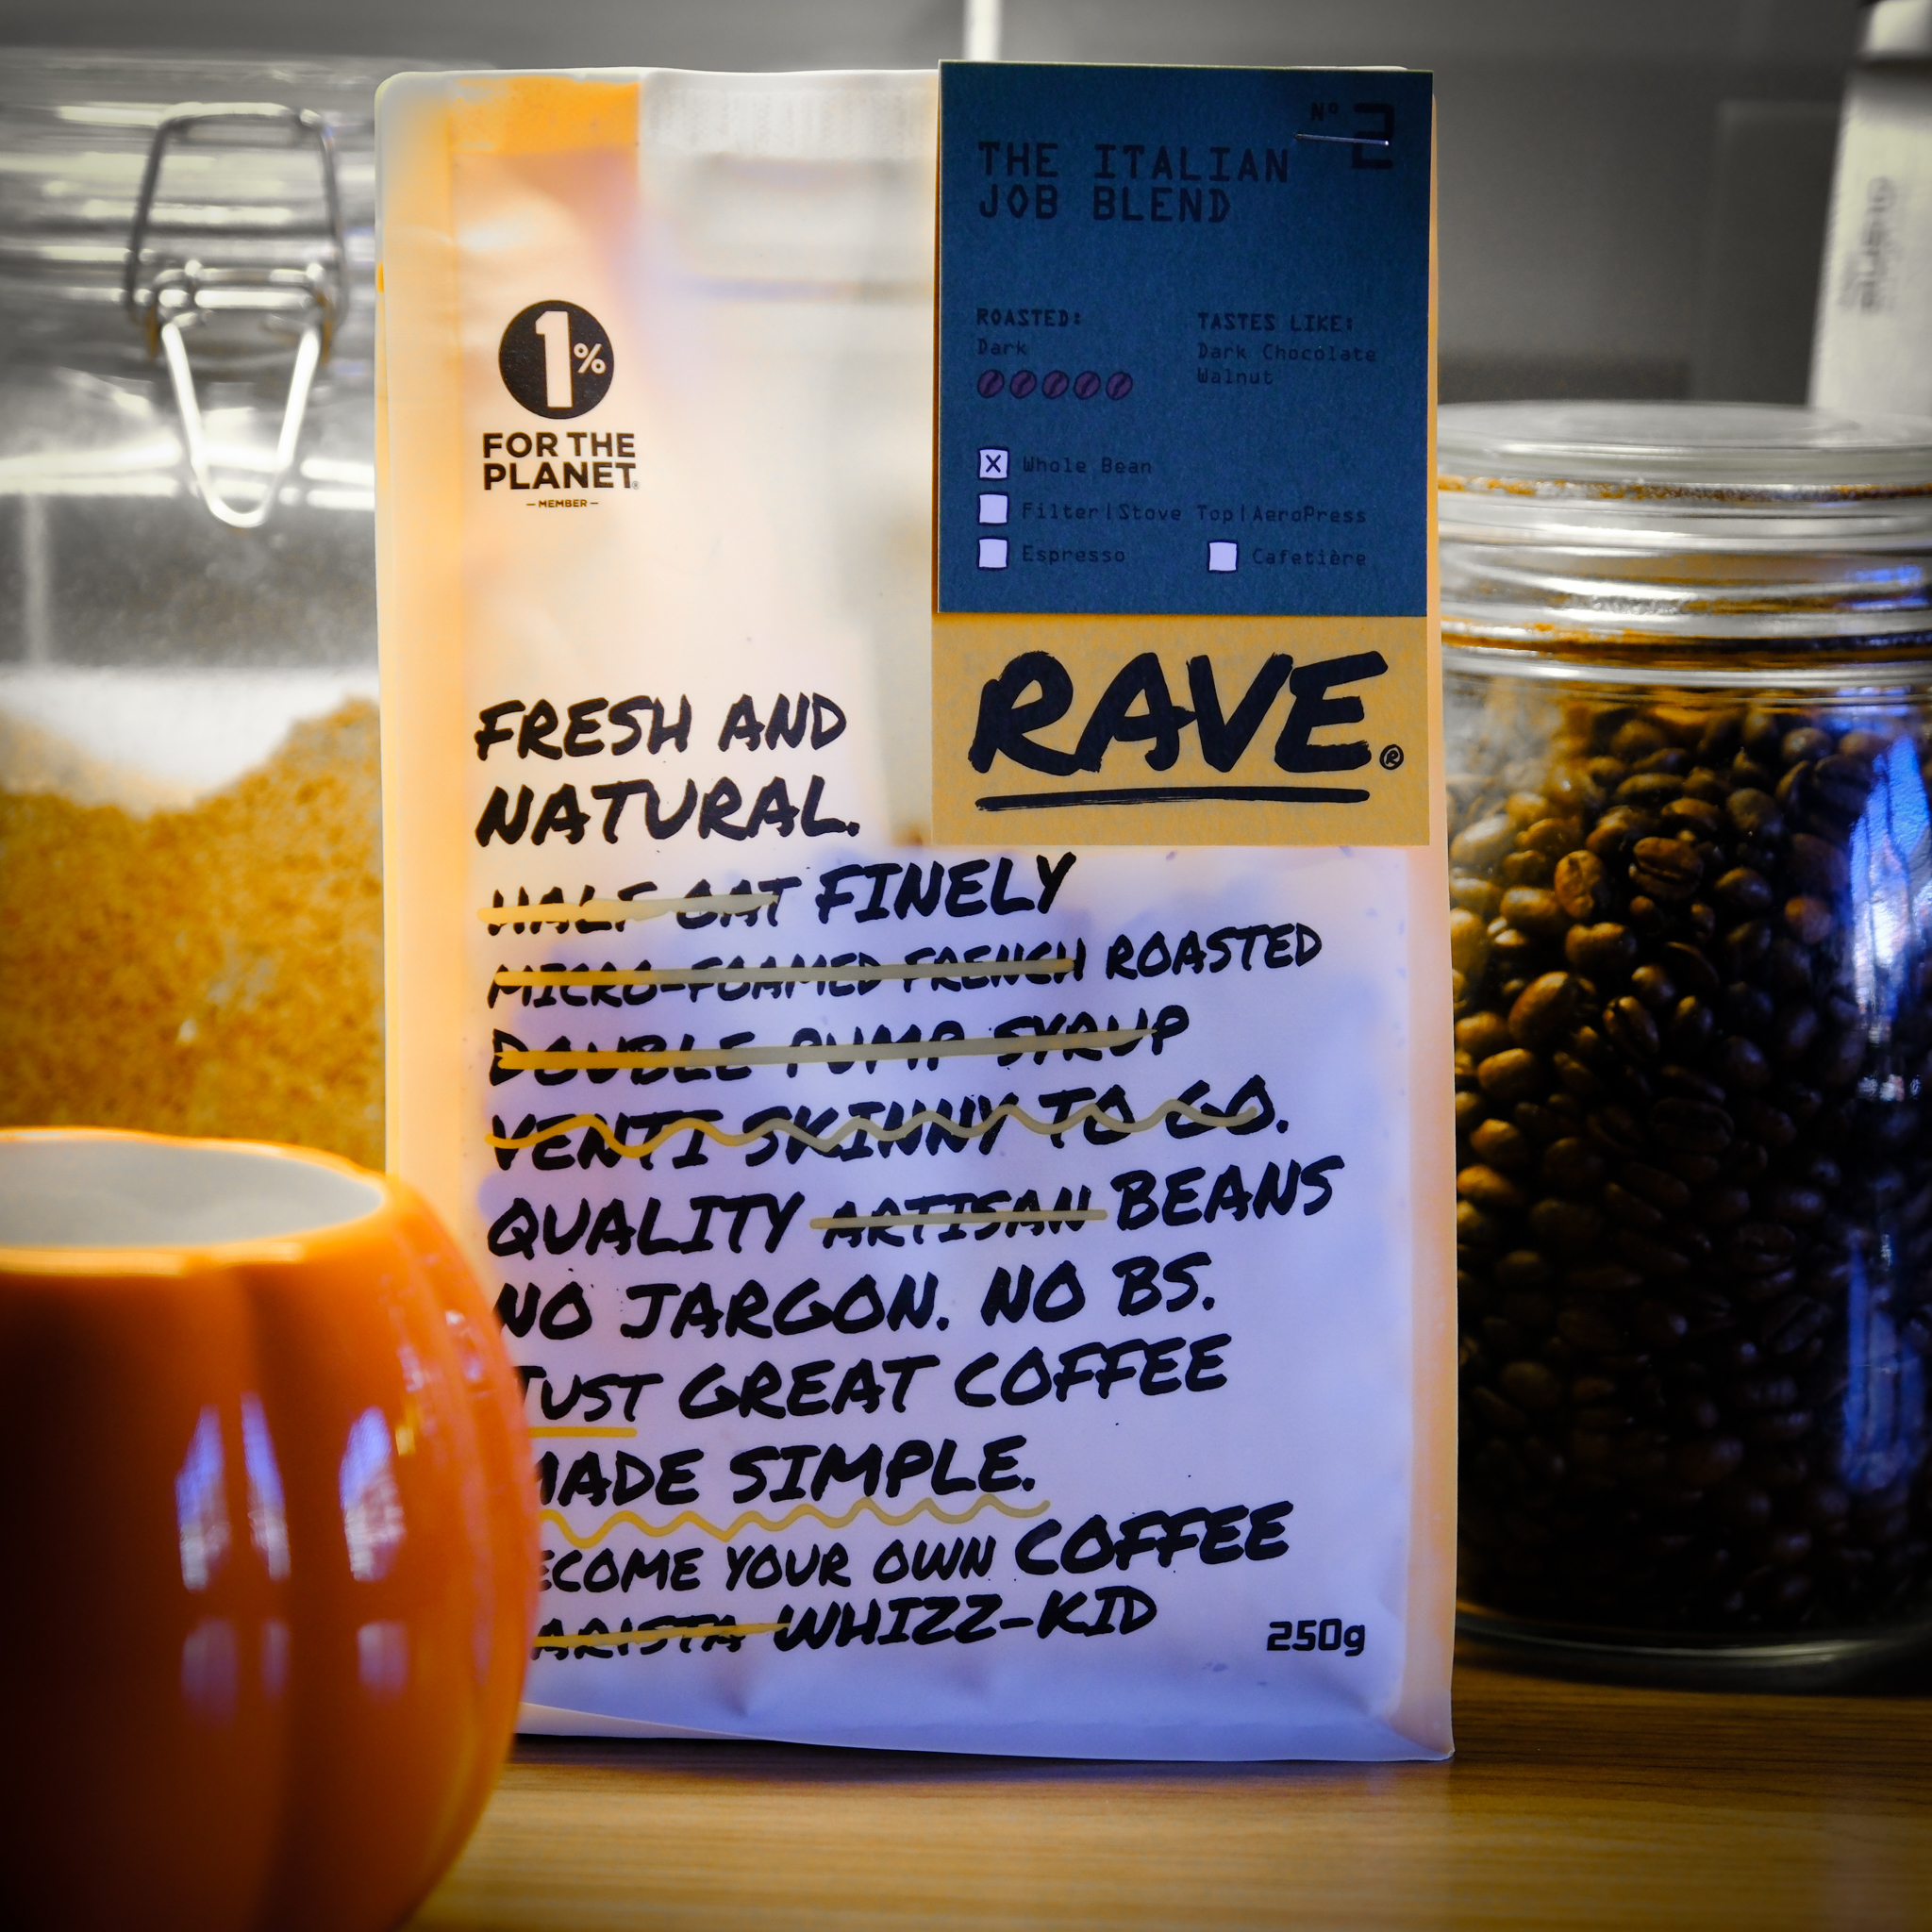 1%
FOR THE
PLANET®
– MEMBER –
Nº 2
THE ITALIAN
JOB BLEND
ROASTED:
Dark
TASTES LIKE:
Dark Chocolate
Walnut
X Whole Bean
Filter|Stove Top|AeroPress
Espresso
Cafetière
RAVE.®
FRESH AND
NATURAL.
HALF CAT FINELY
MICRO-FOAMED FRENCH ROASTED
DOUBLE PUMP SYRUP
VENTI SKINNY TO GO.
QUALITY ARTISAN BEANS
NO JARGON. NO BS.
JUST GREAT COFFEE
MADE SIMPLE.
ECOME YOUR OWN COFFEE
ARISTA WHIZZ-KID
250g